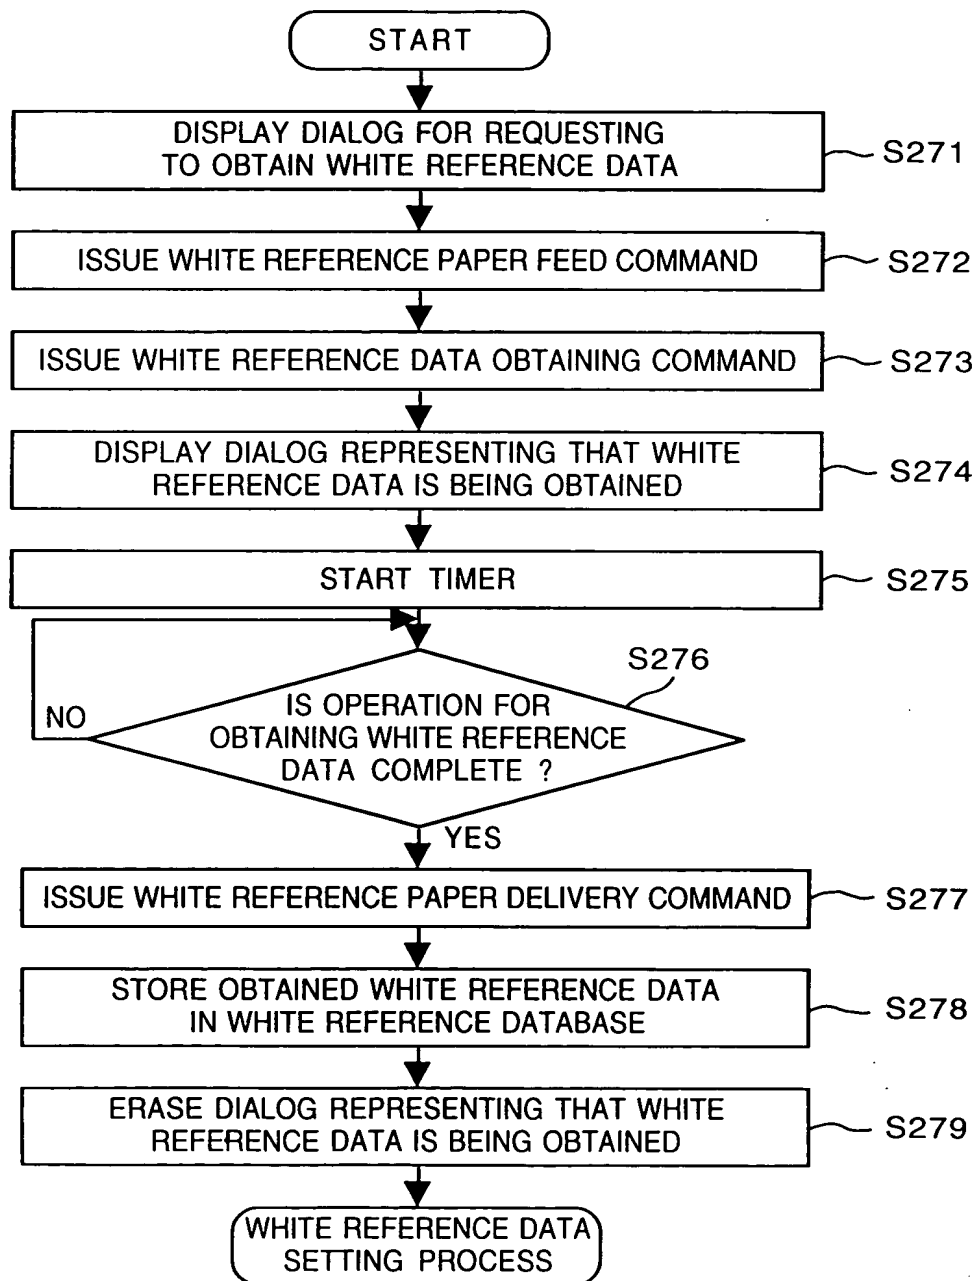 START
DISPLAY DIALOG FOR REQUESTING
TO OBTAIN WHITE REFERENCE DATA
S271
ISSUE WHITE REFERENCE PAPER FEED COMMAND
S272
ISSUE WHITE REFERENCE DATA OBTAINING COMMAND
S273
DISPLAY DIALOG REPRESENTING THAT WHITE
REFERENCE DATA IS BEING OBTAINED
S274
START TIMER
S275
S276
IS OPERATION FOR
OBTAINING WHITE REFERENCE
DATA COMPLETE ?
NO
YES
ISSUE WHITE REFERENCE PAPER DELIVERY COMMAND
S277
STORE OBTAINED WHITE REFERENCE DATA
IN WHITE REFERENCE DATABASE
S278
ERASE DIALOG REPRESENTING THAT WHITE
REFERENCE DATA IS BEING OBTAINED
S279
WHITE REFERENCE DATA
SETTING PROCESS